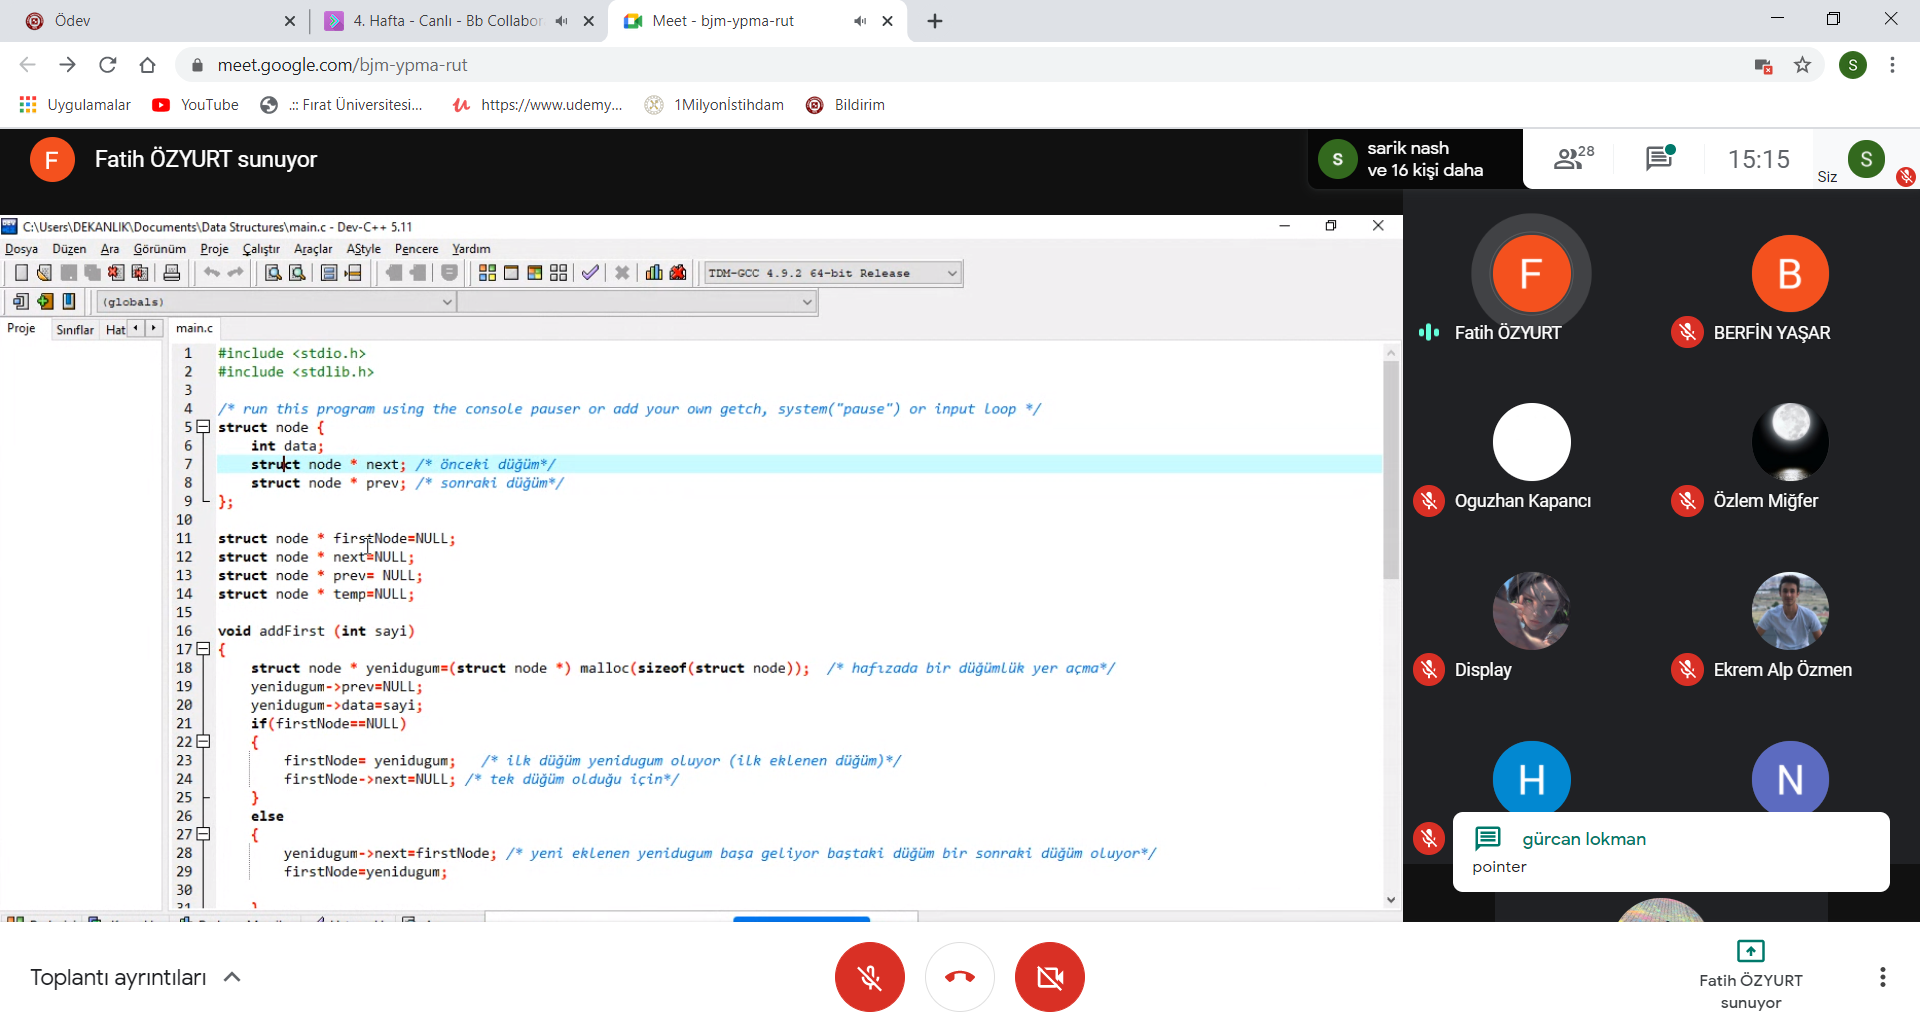 Ödev
4. Hafta - Canlı - Bb Collabor
Meet - bjm-ypma-rut
meet.google.com/bjm-ypma-rut
S
Uygulamalar
YouTube
.:: Fırat Üniversitesi...
https://www.udemy...
1Milyonİstihdam
Bildirim
F
Fatih ÖZYURT sunuyor
S
sarik nash
ve 16 kişi daha
28
15:15
Siz
S
C:\Users\DEKANLIK\Documents\Data Structures\main.c - Dev-C++ 5.11
Dosya Düzen Ara Görünüm Proje Çalıştır Araçlar AStyle Pencere Yardım
TDM-GCC 4.9.2 64-bit Release
(globals)
Proje Sınıflar Hat
main.c
1 #include <stdio.h>
2 #include <stdlib.h>
3
4 /* run this program using the console pauser or add your own getch, system("pause") or input loop */
5 struct node {
6 int data;
7 struct node * next; /* önceki düğüm*/
8 struct node * prev; /* sonraki düğüm*/
9 };
10
11 struct node * firstNode=NULL;
12 struct node * next=NULL;
13 struct node * prev= NULL;
14 struct node * temp=NULL;
15
16 void addFirst (int sayi)
17 {
18 struct node * yenidugum=(struct node *) malloc(sizeof(struct node)); /* hafızada bir düğümlük yer açma*/
19 yenidugum->prev=NULL;
20 yenidugum->data=sayi;
21 if(firstNode==NULL)
22 {
23 firstNode= yenidugum; /* ilk düğüm yenidugum oluyor (ilk eklenen düğüm)*/
24 firstNode->next=NULL; /* tek düğüm olduğu için*/
25 }
26 else
27 {
28 yenidugum->next=firstNode; /* yeni eklenen yenidugum başa geliyor baştaki düğüm bir sonraki düğüm oluyor*/
29 firstNode=yenidugum;
30
31 }
F
Fatih ÖZYURT
B
BERFİN YAŞAR
Oguzhan Kapancı
Özlem Miğfer
Display
Ekrem Alp Özmen
H
N
gürcan lokman
pointer
Toplantı ayrıntıları
Fatih ÖZYURT
sunuyor